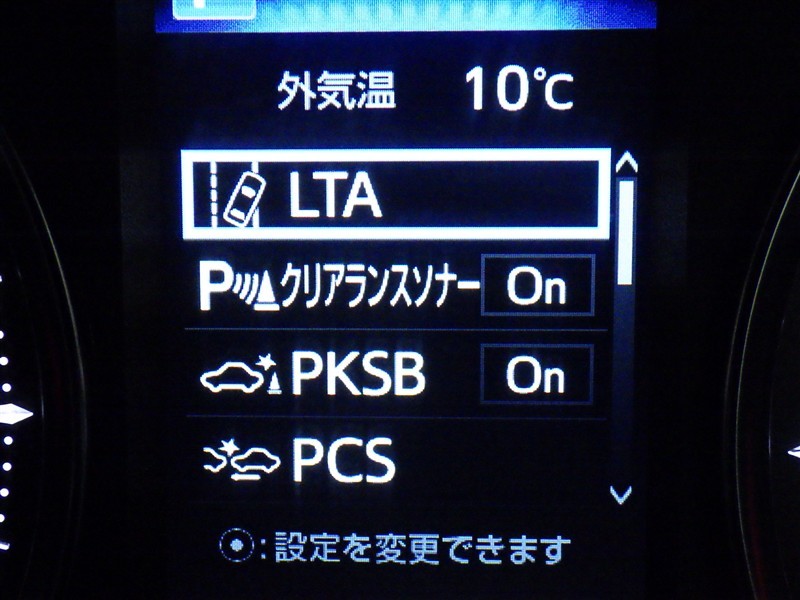 外気温 10℃
LTA
Pクリアランスソナー On
PKSB On
PCS
:設定を変更できます